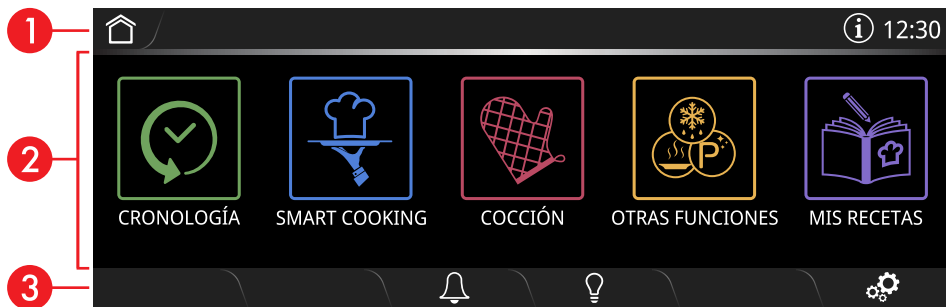 1
12:30
2
CRONOLOGÍA
SMART COOKING
COCCIÓN
OTRAS FUNCIONES
MIS RECETAS
P
3